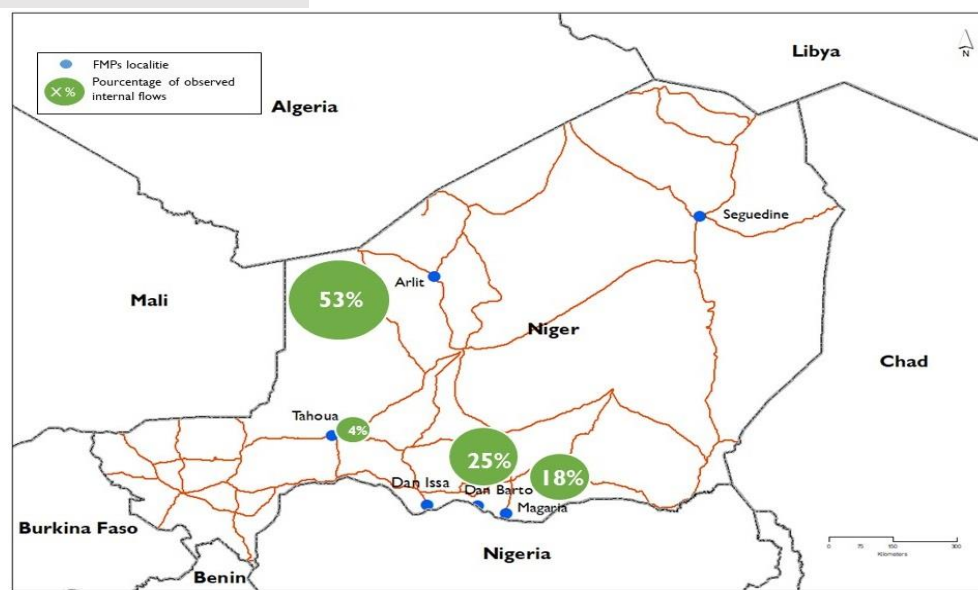 FMPs localitie
×% Pourcentage of observed
internal flows
Libya
N
Algeria
Seguedine
Arlit
Mali
53%
Niger
Chad
Tahoua
4%
25%
18%
Dan Issa
Dan Barto
Magaria
Burkina Faso
Nigeria
Benin
0 75 150 300
Kilometers